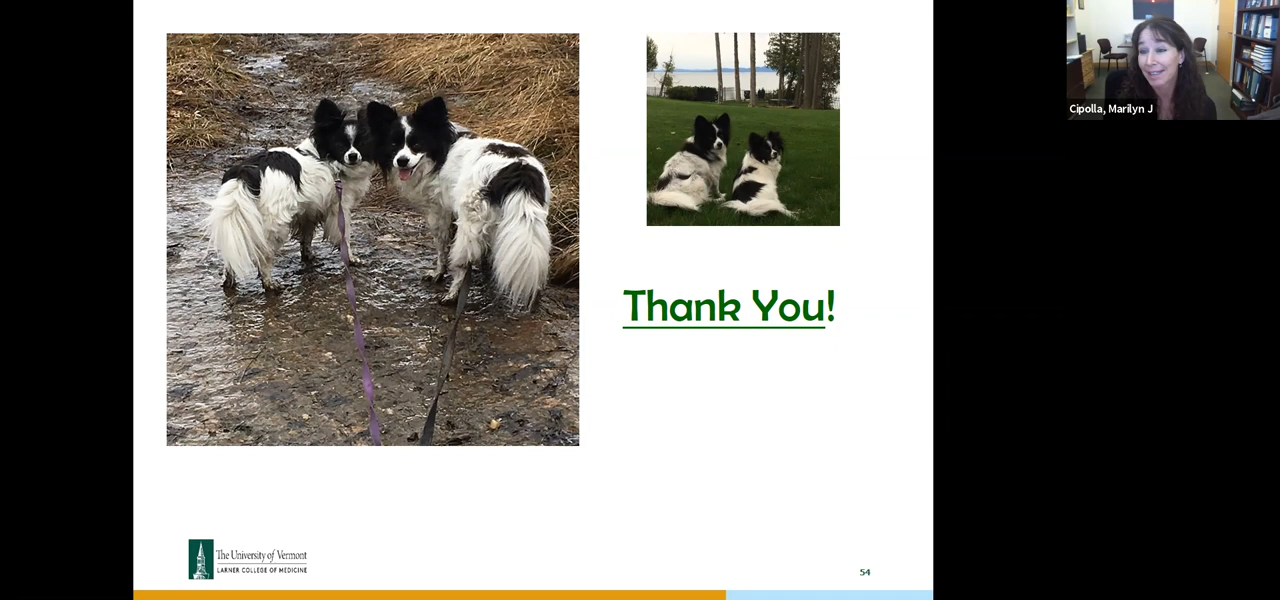 Cipolla, Marilyn J
Thank You!
The University of Vermont
LARNER COLLEGE OF MEDICINE
54